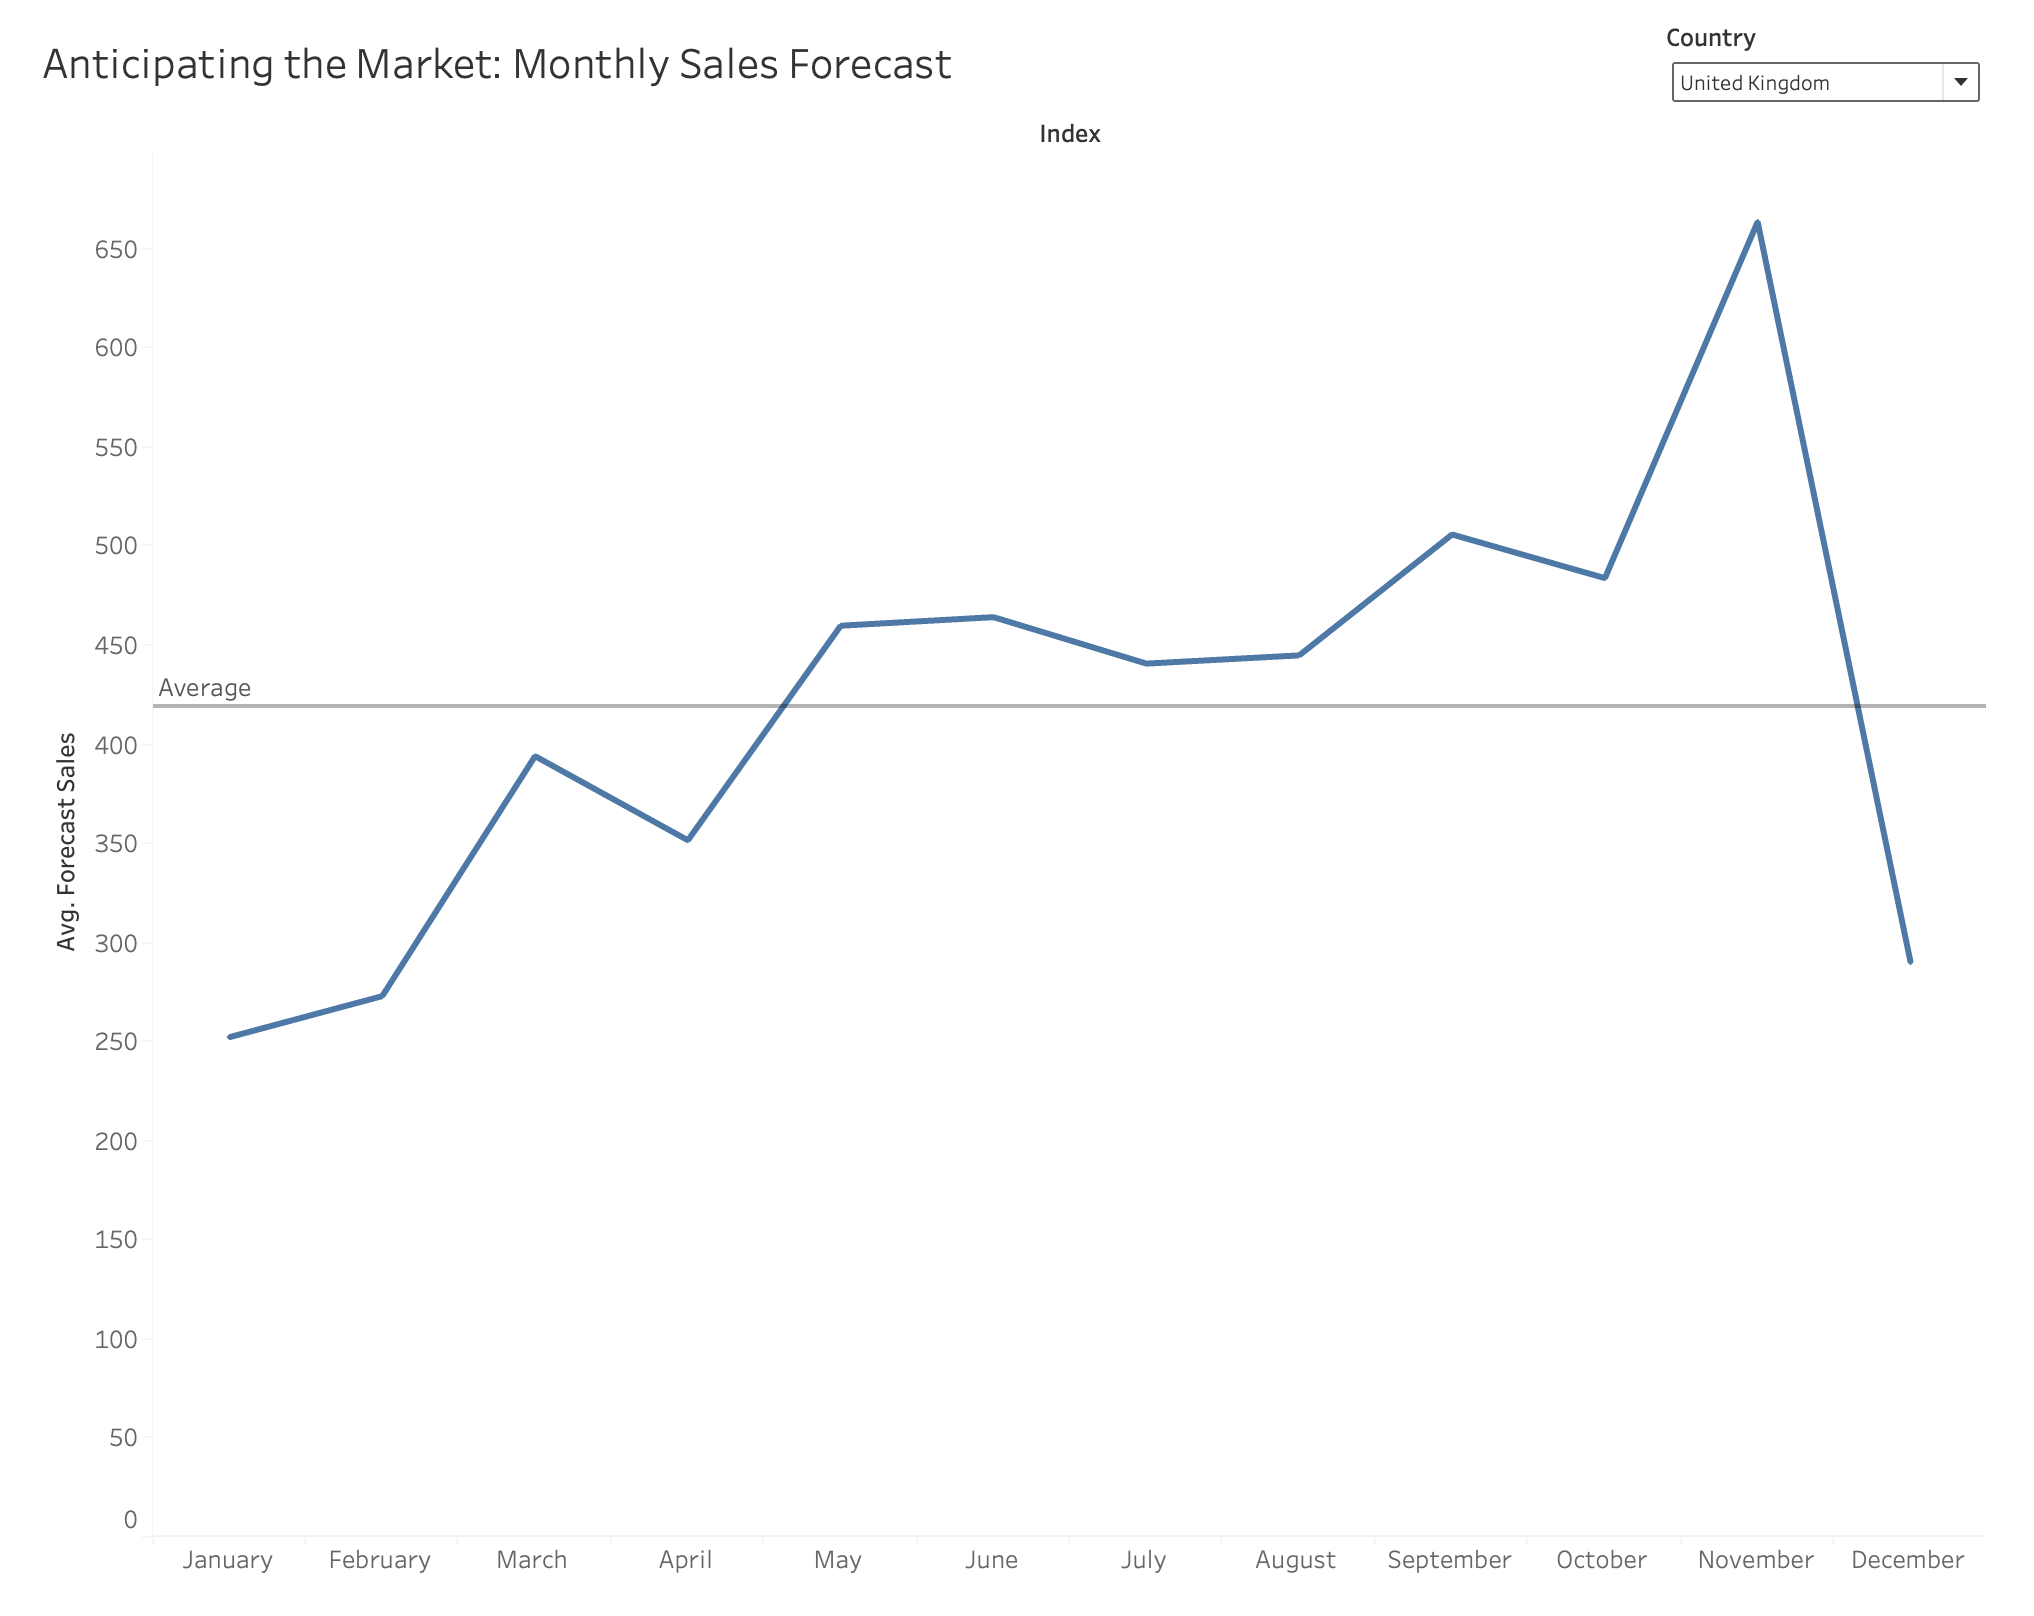 Anticipating the Market: Monthly Sales Forecast
Country
United Kingdom
Index
650
600
550
500
450
Average
400
350
300
250
200
150
100
50
0
Avg. Forecast Sales
January February March April May June July August September October November December